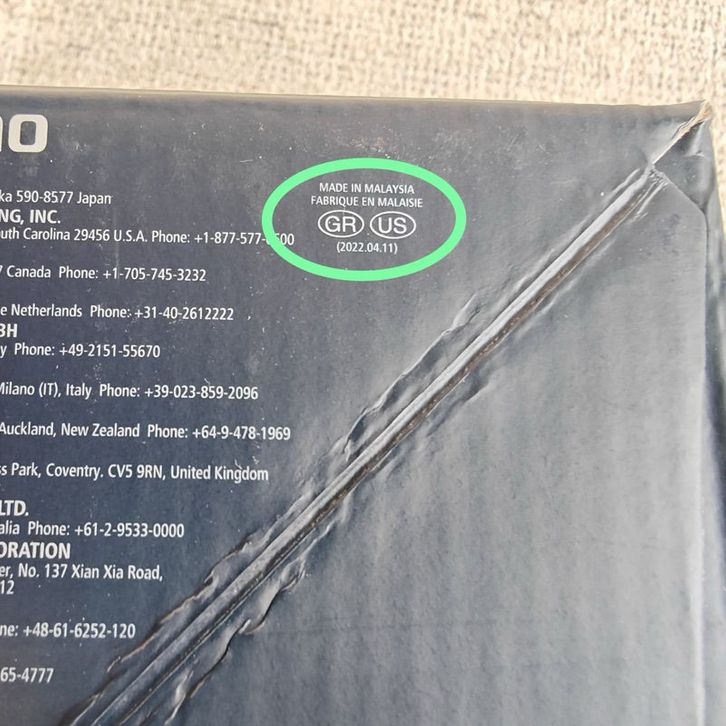 no
ka 590-8577 Japan
NG, INC.
outh Carolina 29456 U.S.A. Phone: +1-877-577- 00
7 Canada Phone: +1-705-745-3232
e Netherlands Phone: +31-40-2612222
BH
y Phone: +49-2151-55670
Milano (IT), Italy Phone: +39-023-859-2096
Auckland, New Zealand Phone: +64-9-478-1969
ss Park, Coventry. CV5 9RN, United Kingdom
LTD.
alia Phone: +61-2-9533-0000
ORATION
er, No. 137 Xian Xia Road,
12
ne: +48-61-6252-120
65-4777
MADE IN MALAYSIA
FABRIQUE EN MALAISIE
GR US
(2022.04.11)